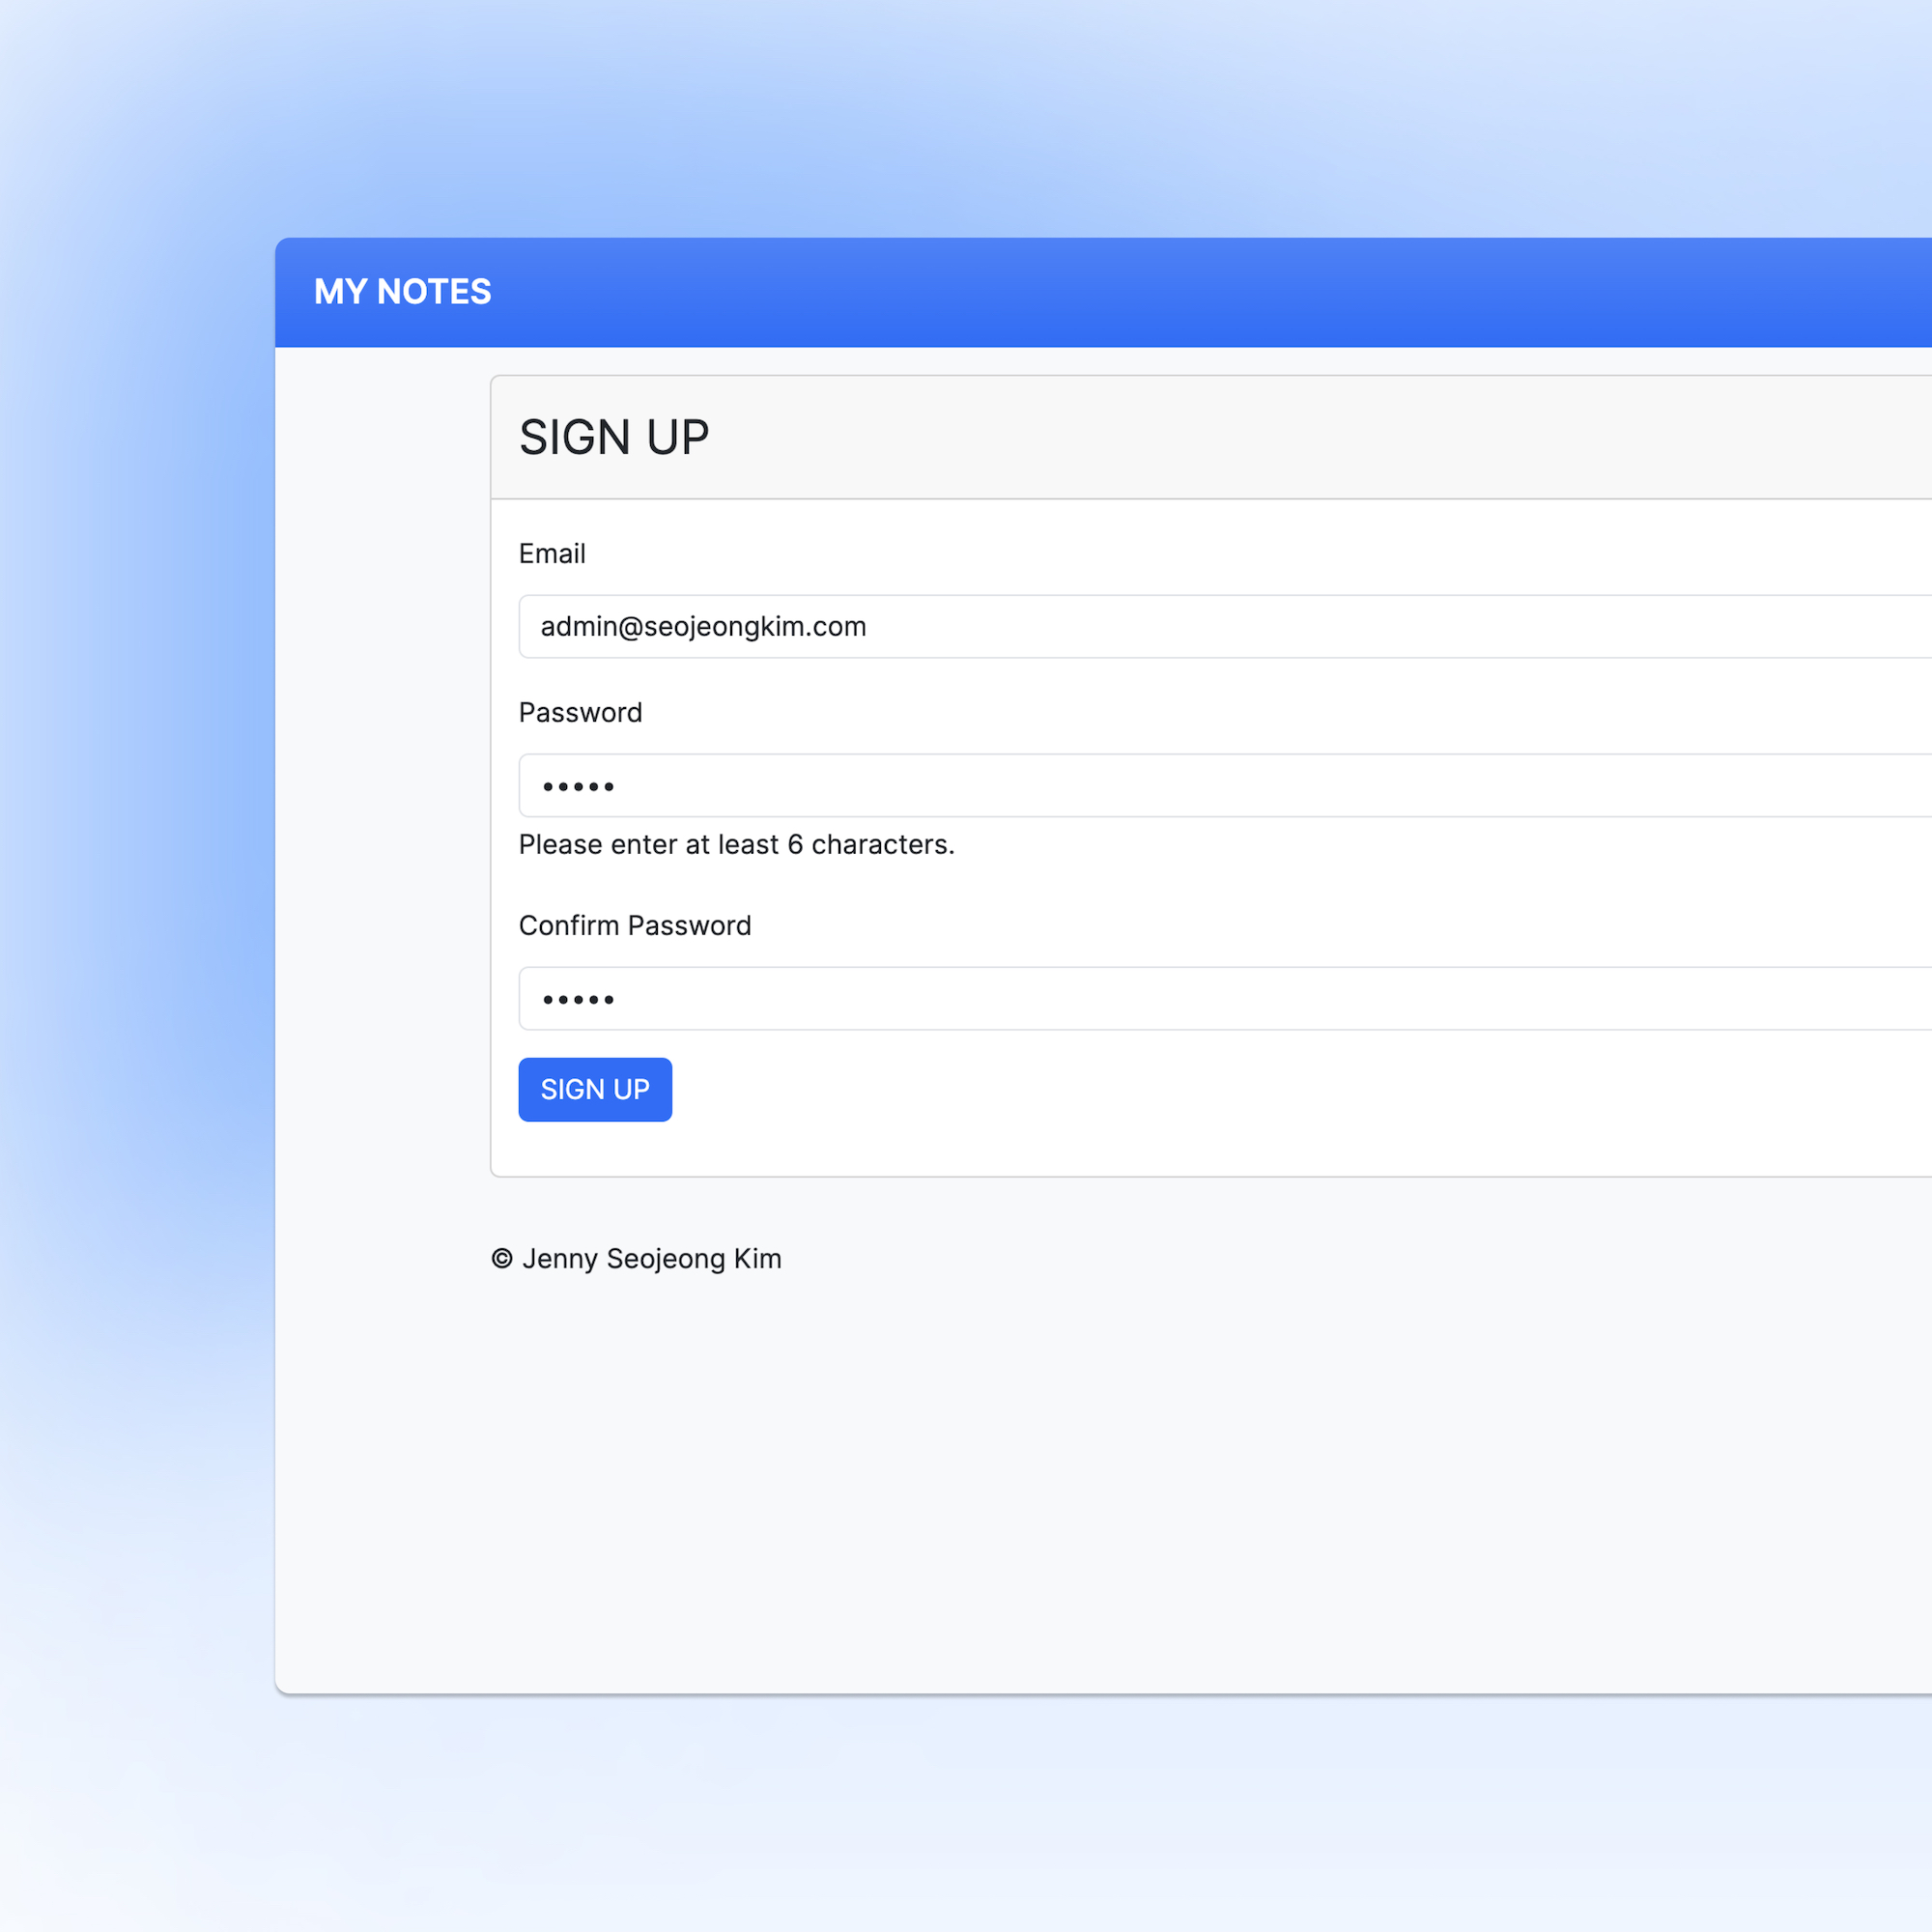 MY NOTES
SIGN UP
Email
admin@seojeongkim.com
Password
•••••
Please enter at least 6 characters.
Confirm Password
•••••
SIGN UP
© Jenny Seojeong Kim